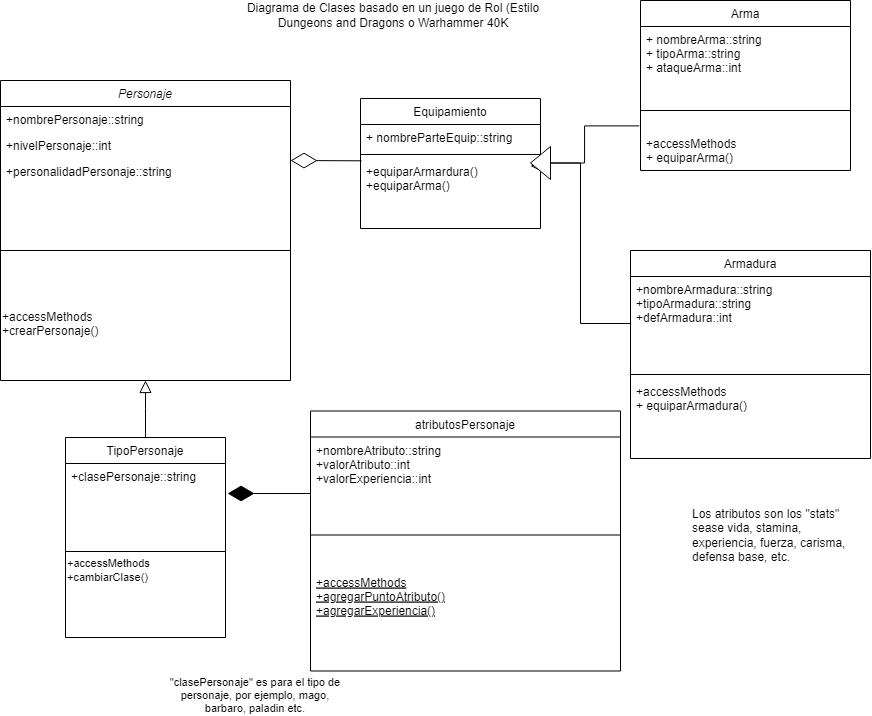 Diagrama de Clases basado en un juego de Rol (Estilo
Dungeons and Dragons o Warhammer 40K
Personaje
+nombrePersonaje::string
+nivelPersonaje::int
+personalidadPersonaje::string
+accessMethods
+crearPersonaje()
Equipamiento
+ nombreParteEquip::string
+equiparArmardura()
+equiparArma()
Arma
+ nombreArma::string
+ tipoArma::string
+ ataqueArma::int
+accessMethods
+ equiparArma()
Armadura
+nombreArmadura::string
+tipoArmadura::string
+defArmadura::int
+accessMethods
+ equiparArmadura()
TipoPersonaje
+clasePersonaje::string
+accessMethods
+cambiarClase()
atributosPersonaje
+nombreAtributo::string
+valorAtributo::int
+valorExperiencia::int
+accessMethods
+agregarPuntoAtributo()
+agregarExperiencia()
Los atributos son los "stats"
sease vida, stamina,
experiencia, fuerza, carisma,
defensa base, etc.
"clasePersonaje" es para el tipo de
personaje, por ejemplo, mago,
barbaro, paladin etc.